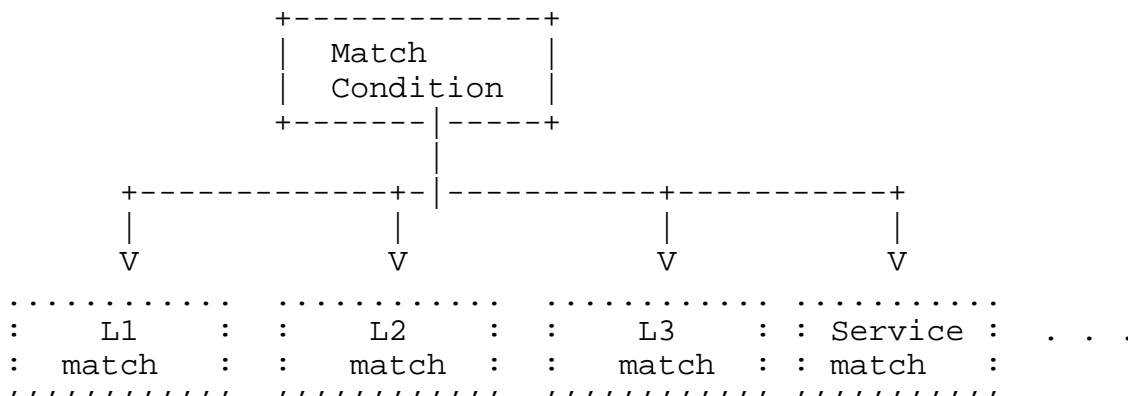 +--------------+
|  Match       |
|  Condition   |
+-------|------+
|
+--------------+-|------------+------------+
|              |              |            |
V              V              V            V
............  ............  ............ ...........
:    L1     :  :    L2     :  :    L3     : : Service :  . . .
:  match    :  :   match   :  :   match   : : match   :
,,,,,,,,,,,,  ,,,,,,,,,,,,  ,,,,,,,,,,,, ,,,,,,,,,,,